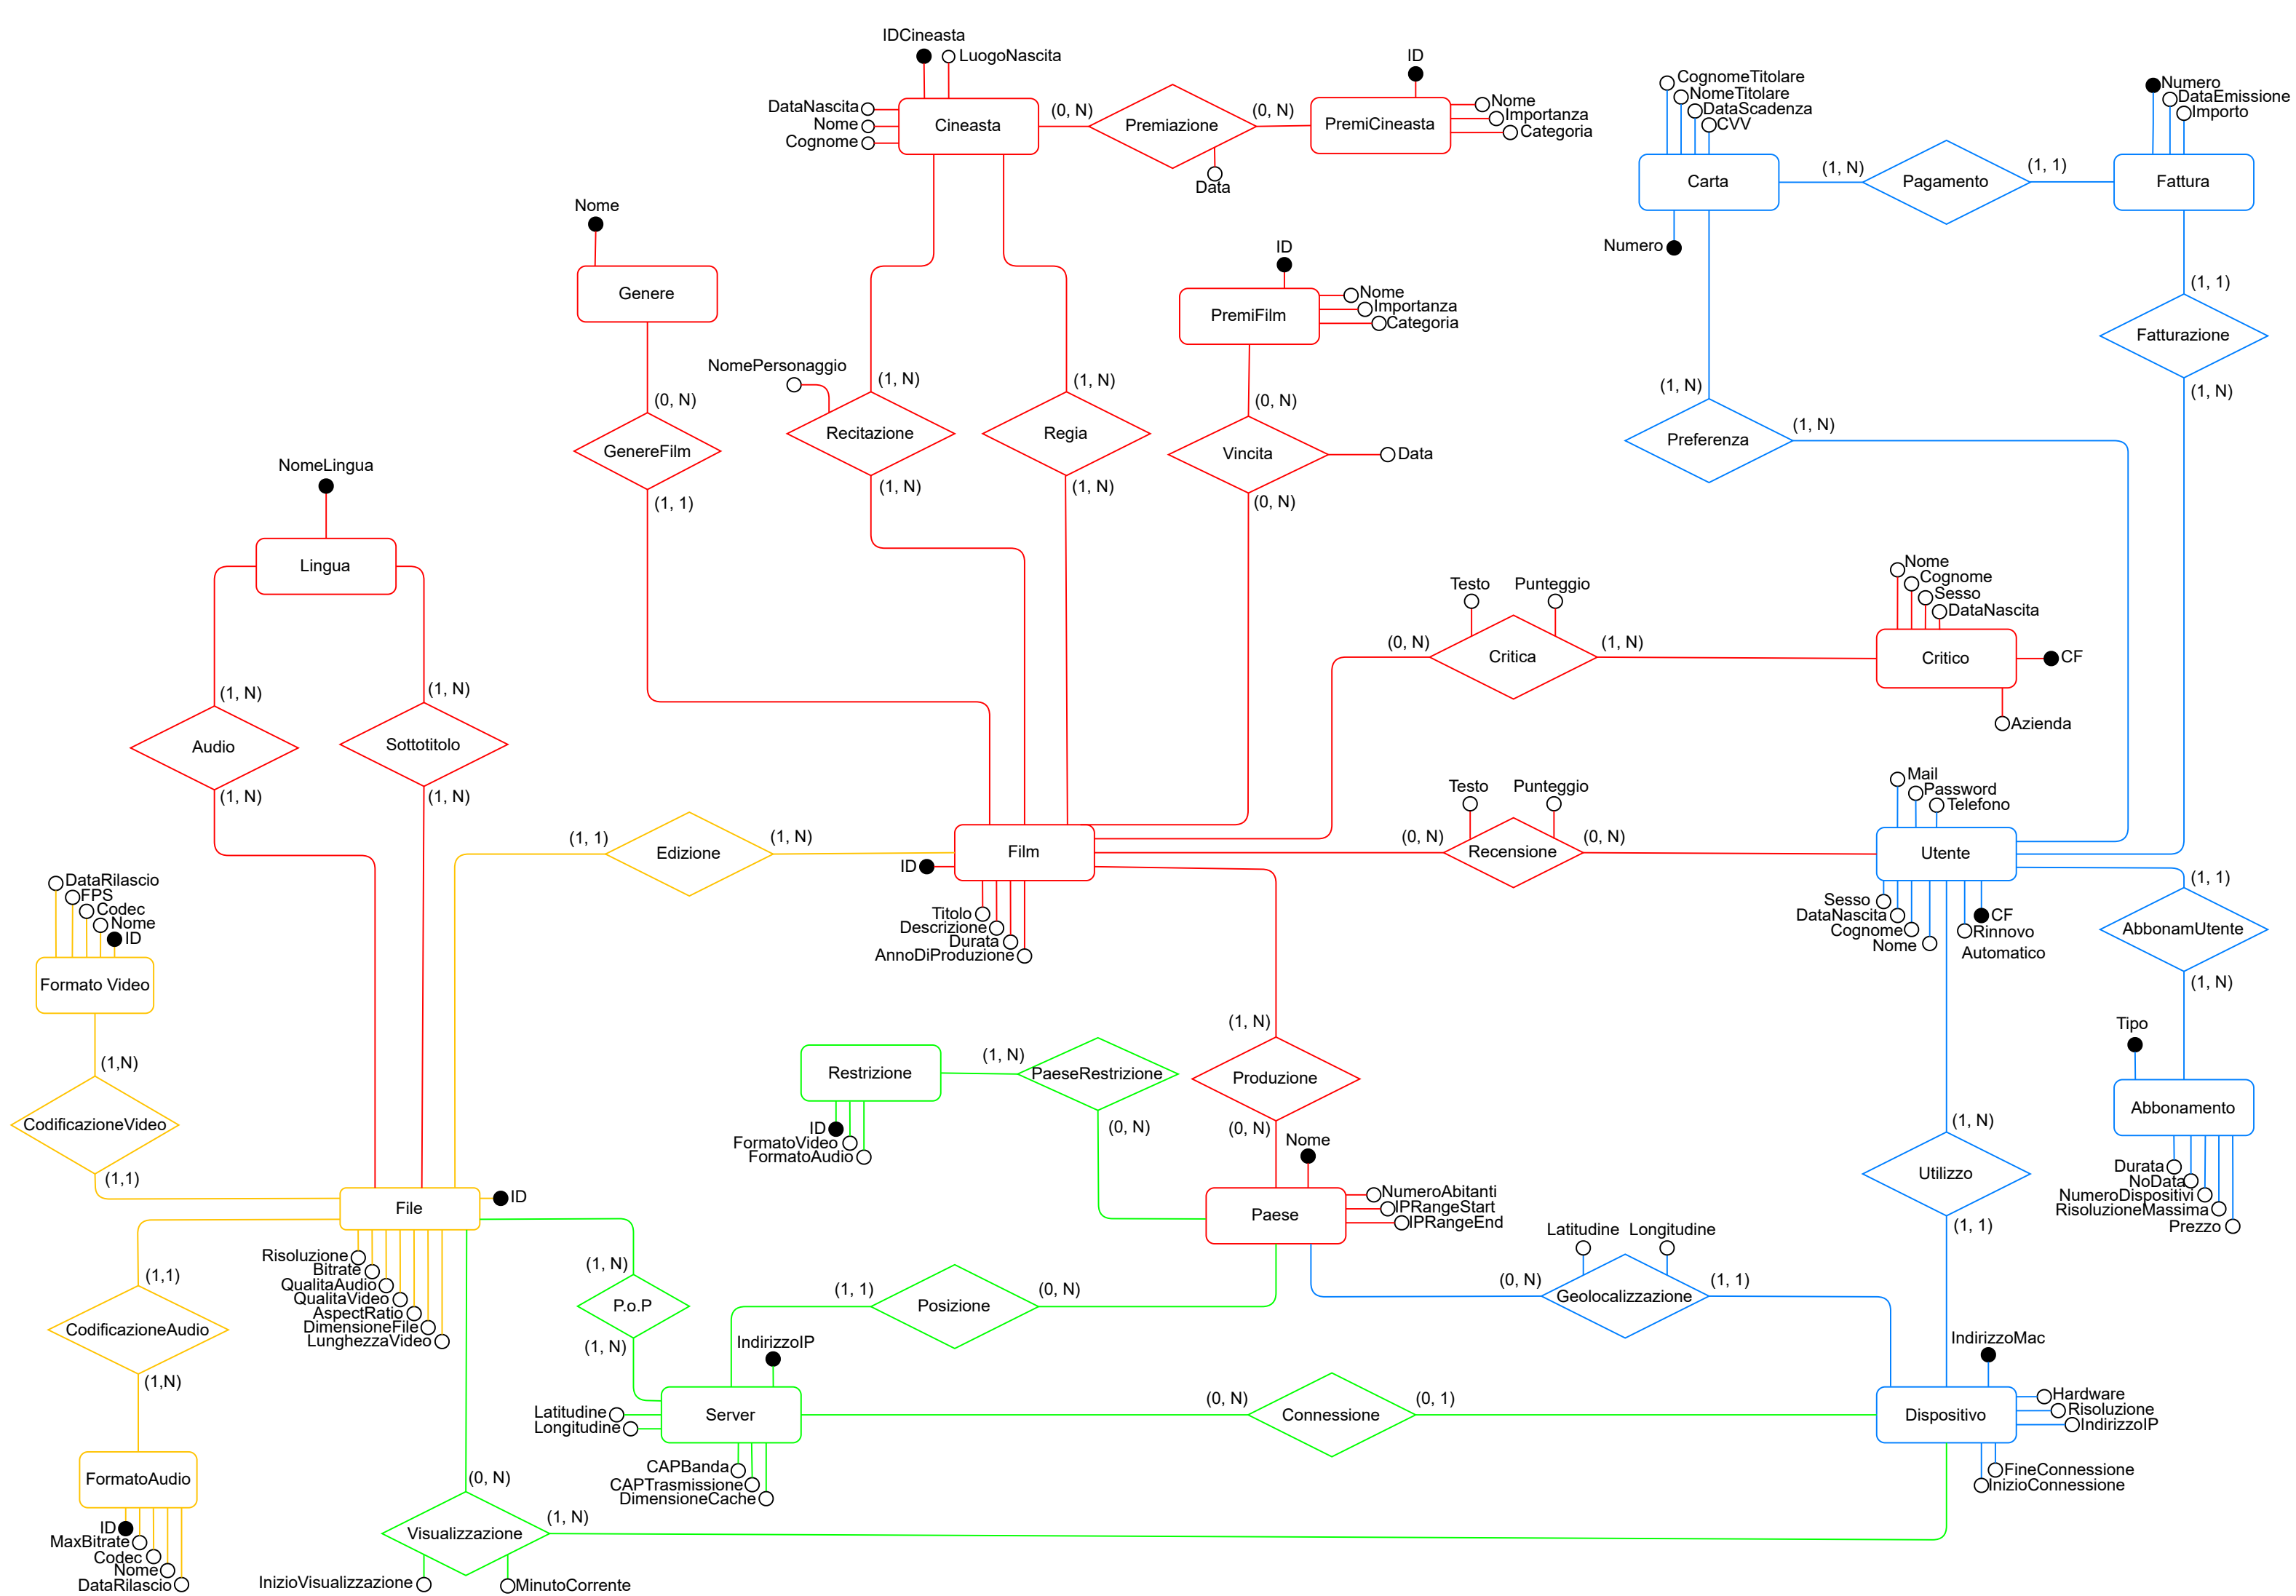 IDCineasta
LuogoNascita
DataNascita
Nome
Cognome
Cineasta
(0, N)
Premiazione
(0, N)
Data
ID
PremiCineasta
Nome
Importanza
Categoria
CognomeTitolare
NomeTitolare
DataScadenza
CVV
Carta
Numero
(1, N)
Pagamento
(1, 1)
Numero
DataEmissione
Importo
Fattura
(1, 1)
Fatturazione
(1, N)
(1, N)
Preferenza
(1, N)
Nome
Genere
(0, N)
GenereFilm
(1, 1)
NomePersonaggio
(1, N)
Recitazione
(1, N)
(1, N)
Regia
(1, N)
ID
PremiFilm
Nome
Importanza
Categoria
(0, N)
Vincita
Data
(0, N)
NomeLingua
Lingua
(1, N)
Audio
(1, N)
(1, N)
Sottotitolo
(1, N)
Testo
Punteggio
(0, N)
Critica
(1, N)
Nome
Cognome
Sesso
DataNascita
Critico
CF
Azienda
(1, 1)
Edizione
(1, N)
Film
ID
Titolo
Descrizione
Durata
AnnoDiProduzione
Testo
Punteggio
(0, N)
Recensione
(0, N)
Mail
Password
Telefono
Utente
Sesso
DataNascita
Cognome
Nome
CF
Rinnovo
Automatico
(1, 1)
AbbonamUtente
(1, N)
Tipo
Abbonamento
Durata
NoData
NumeroDispositivi
RisoluzioneMassima
Prezzo
DataRilascio
FPS
Codec
Nome
ID
Formato Video
(1,N)
CodificazioneVideo
(1,1)
Restrizione
ID
FormatoVideo
FormatoAudio
(1, N)
PaeseRestrizione
(0, N)
(1, N)
Produzione
(0, N)
Nome
Paese
NumeroAbitanti
IPRangeStart
IPRangeEnd
(1, N)
Utilizzo
(1, 1)
File
ID
Risoluzione
Bitrate
QualitaAudio
QualitaVideo
AspectRatio
DimensioneFile
LunghezzaVideo
(1,1)
CodificazioneAudio
(1,N)
FormatoAudio
ID
MaxBitrate
Codec
Nome
DataRilascio
(1, N)
P.o.P
(1, N)
(1, 1)
Posizione
(0, N)
Latitudine
Longitudine
(0, N)
Geolocalizzazione
(1, 1)
IndirizzoIP
Server
Latitudine
Longitudine
CAPBanda
CAPTrasmissione
DimensioneCache
(0, N)
Connessione
(0, 1)
IndirizzoMac
Dispositivo
Hardware
Risoluzione
IndirizzoIP
FineConnessione
InizioConnessione
(0, N)
Visualizzazione
(1, N)
InizioVisualizzazione
MinutoCorrente